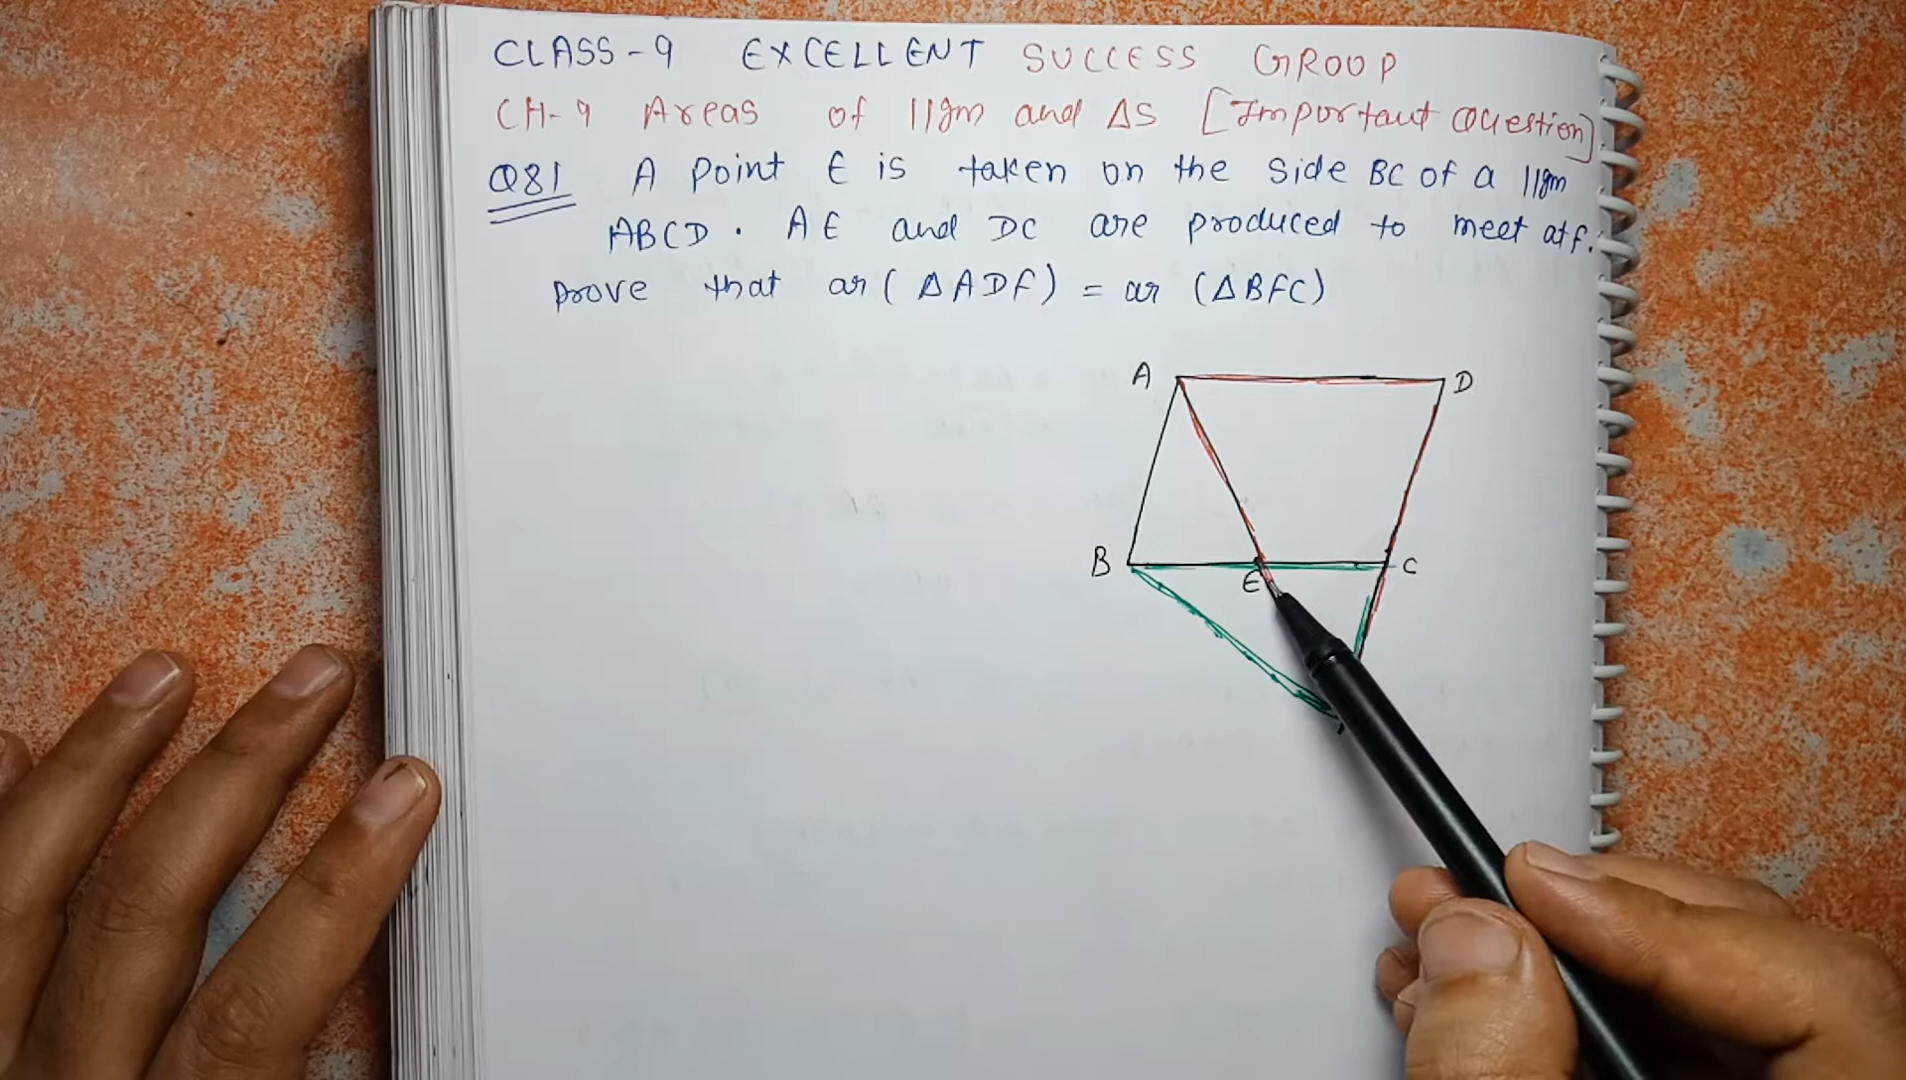 CLASS-9 EXCELLENT SUCCESS GROOP
CH-9 Areas of ||gm and Δs [Important Question]
Q81 A point E is taken on the side BC of a ||gm
ABCD. AE and DC are produced to meet at F.
prove that ar(ΔADF) = ar(ΔBFC)
A D
B E C